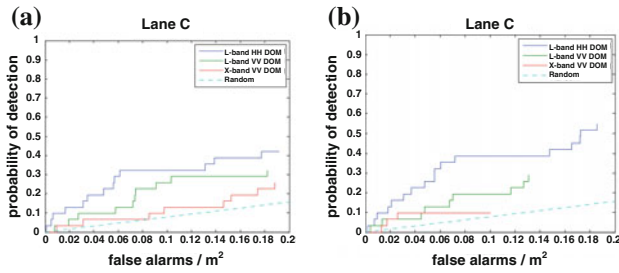 (a)
Lane C
1
0.9
0.8
0.7
0.6
0.5
0.4
0.3
0.2
0.1
0
probability of detection
L-band HH DOM
L-band VV DOM
X-band VV DOM
Random
0 0.02 0.04 0.06 0.08 0.1 0.12 0.14 0.16 0.18 0.2
false alarms / m²
(b)
Lane C
1
0.9
0.8
0.7
0.6
0.5
0.4
0.3
0.2
0.1
0
probability of detection
L-band HH DOM
L-band VV DOM
X-band VV DOM
Random
0 0.02 0.04 0.06 0.08 0.1 0.12 0.14 0.16 0.18 0.2
false alarms / m²